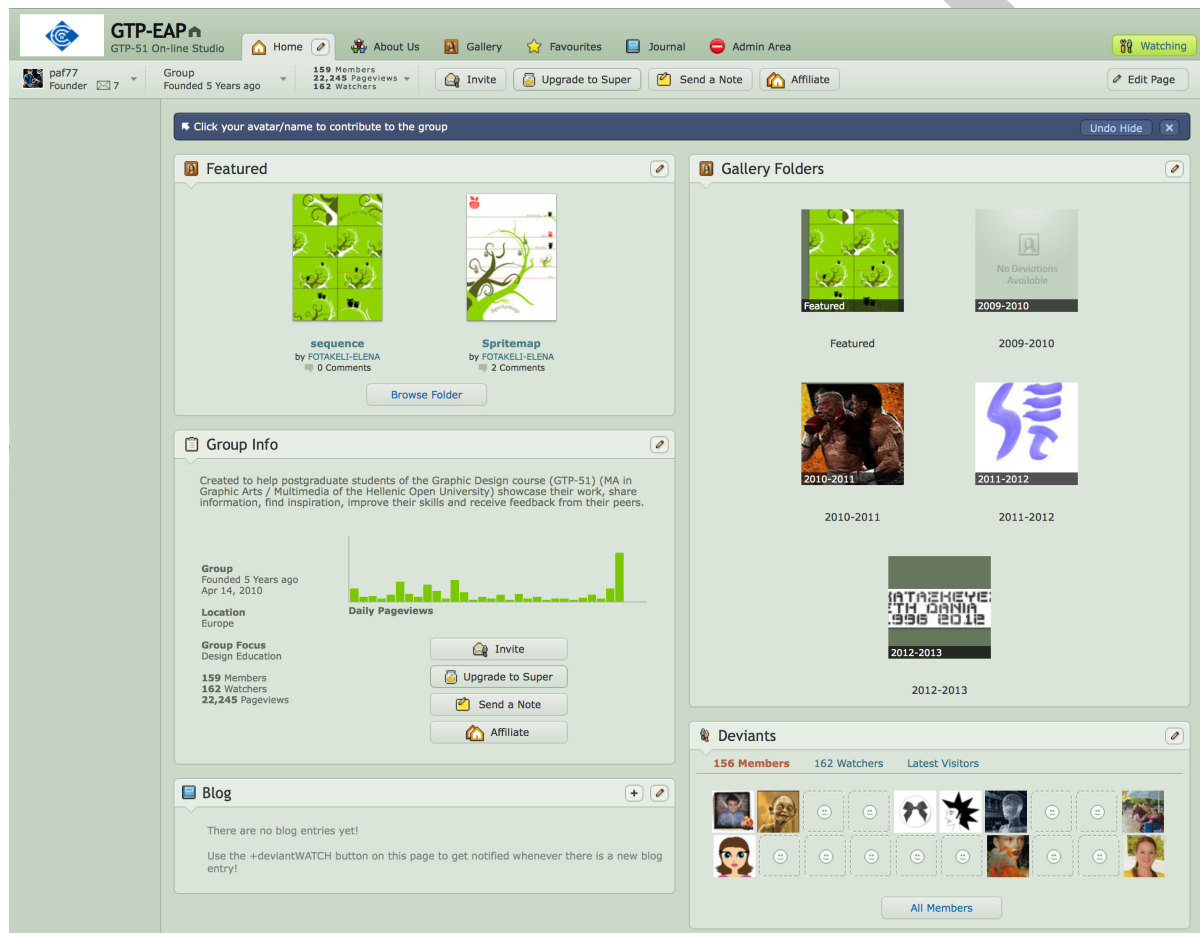 GTP-EAP
GTP-51 On-line Studio
Home
About Us
Gallery
Favourites
Journal
Admin Area
Watching
paf77
Founder 7
Group
Founded 5 Years ago
159 Members
22,245 Pageviews
162 Watchers
Invite
Upgrade to Super
Send a Note
Affiliate
Edit Page
Click your avatar/name to contribute to the group
Undo Hide
Featured
sequence
by FOTAKELI-ELENA
0 Comments
Spritemap
by FOTAKELI-ELENA
2 Comments
Browse Folder
Group Info
Created to help postgraduate students of the Graphic Design course (GTP-51) (MA in
Graphic Arts / Multimedia of the Hellenic Open University) showcase their work, share
information, find inspiration, improve their skills and receive feedback from their peers.
Group
Founded 5 Years ago
Apr 14, 2010
Location
Europe
Group Focus
Design Education
159 Members
162 Watchers
22,245 Pageviews
Daily Pageviews
Invite
Upgrade to Super
Send a Note
Affiliate
Blog
There are no blog entries yet!
Use the +deviantWATCH button on this page to get notified whenever there is a new blog
entry!
Gallery Folders
Featured
Featured
No Deviations
Available
2009-2010
2009-2010
2010-2011
2010-2011
2011-2012
2011-2012
1996 2012
2012-2013
2012-2013
Deviants
156 Members
162 Watchers
Latest Visitors
All Members